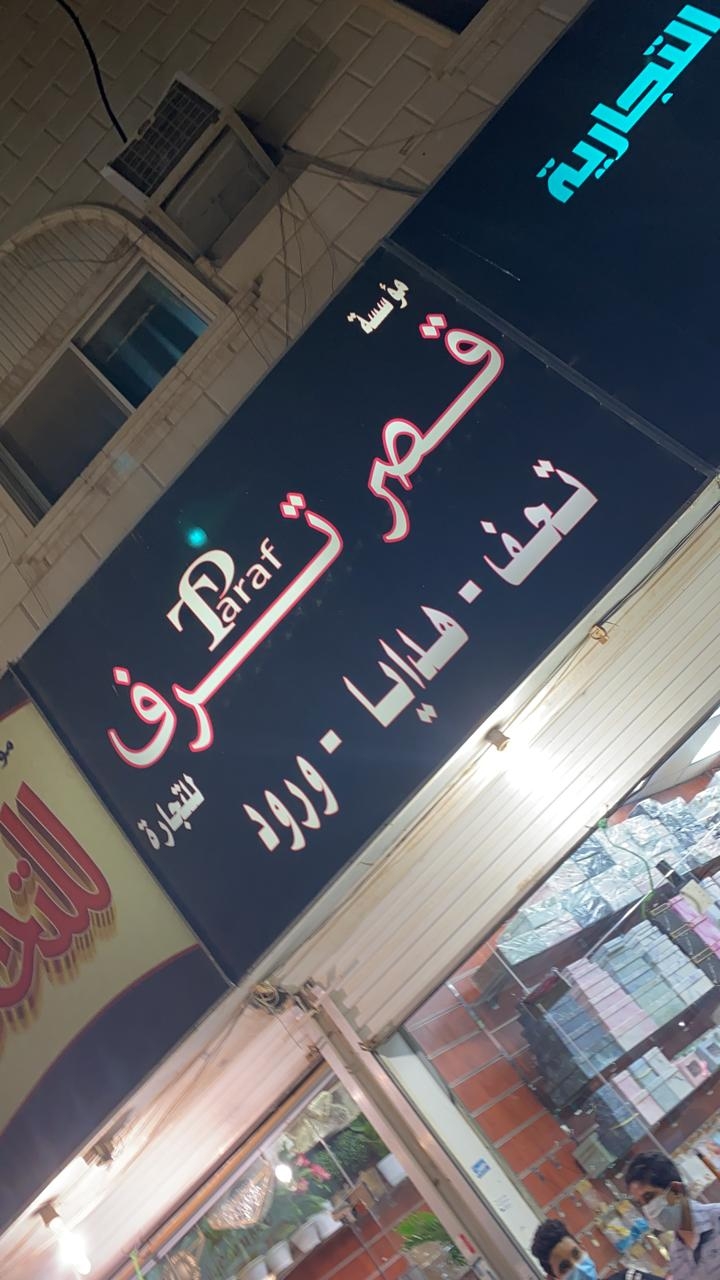 التجارية
مؤسسة
قصر ترف
Taraf
للتجارة
تحف - هدايا - ورود